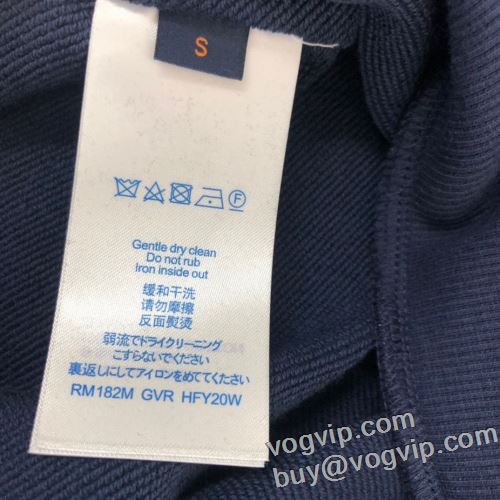 S
F
Gentle dry clean
Do not rub
Iron inside out
缓和干洗
请勿摩擦
反面熨烫
弱流でドライクリーニング
こすらないでください
裏返しにしてアイロンをめててください
RM182M GVR HFY20W
vogvip.com
buy@vogvip.com